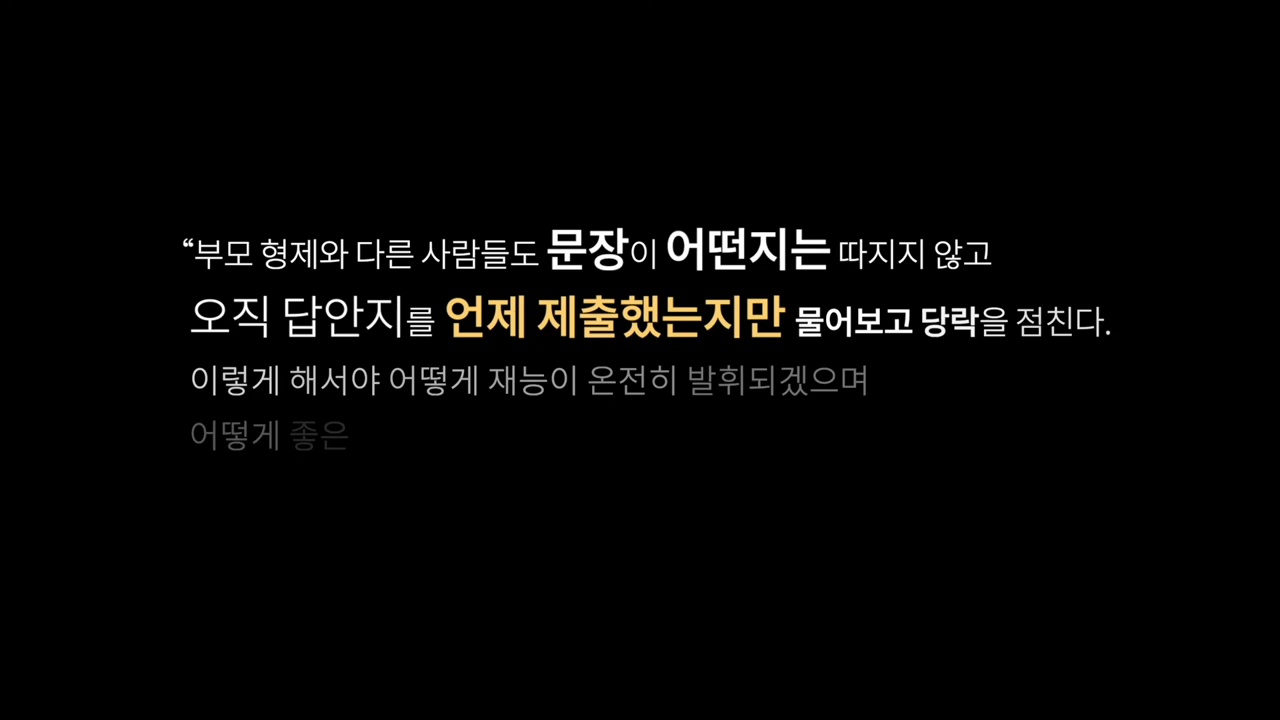 “부모 형제와 다른 사람들도 문장이 어떤지는 따지지 않고
오직 답안지를 언제 제출했는지만 물어보고 당락을 점친다.
이렇게 해서야 어떻게 재능이 온전히 발휘되겠으며
어떻게 좋은